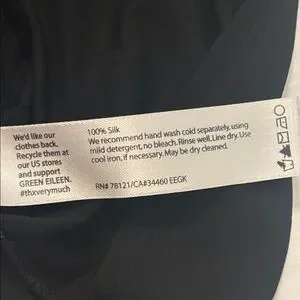 We'd like our
clothes back.
Recycle them at
our US stores
and support
GREEN EILEEN.
#thxverymuch
100% Silk
We recommend hand wash cold separately, using
mild detergent, no bleach. Rinse well. Line dry. Use
cool iron, if necessary. May be dry cleaned.
RN# 78121/CA#34460 EEGK